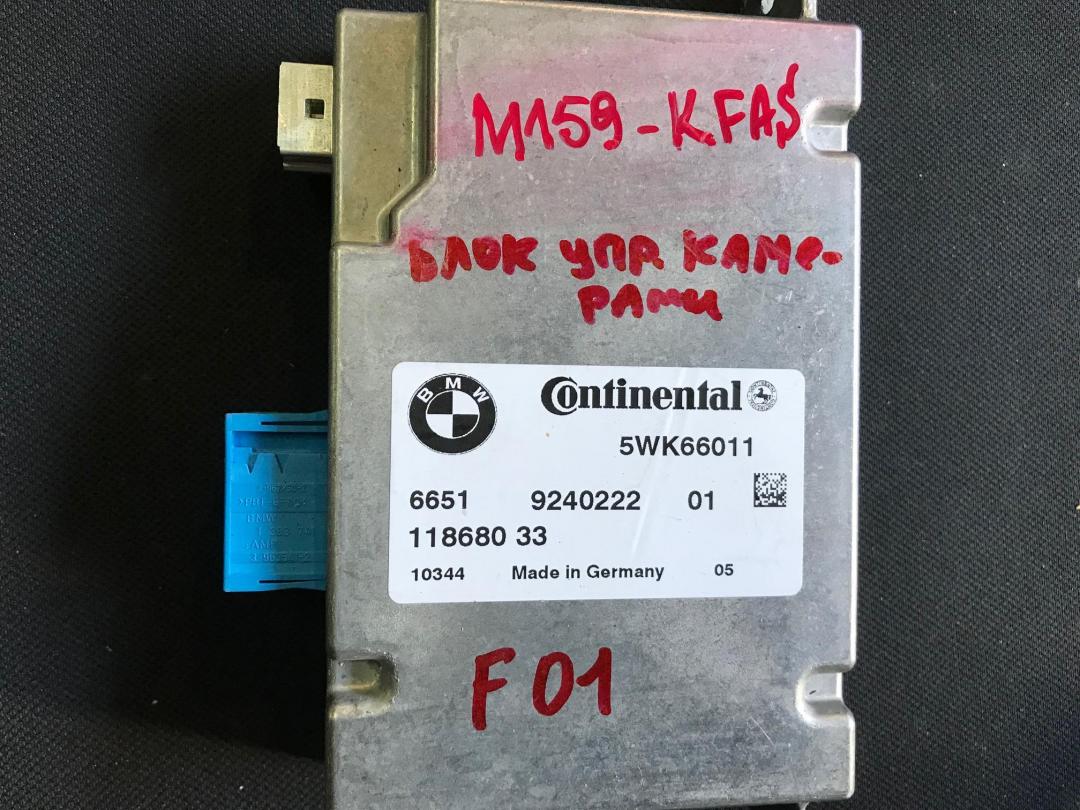 M159-K.FAS
БЛОК УПР. КАМЕ-
РАМИ
BMW
Continental
5WK66011
6651 9240222 01
118680 33
10344 Made in Germany 05
BMW
F01